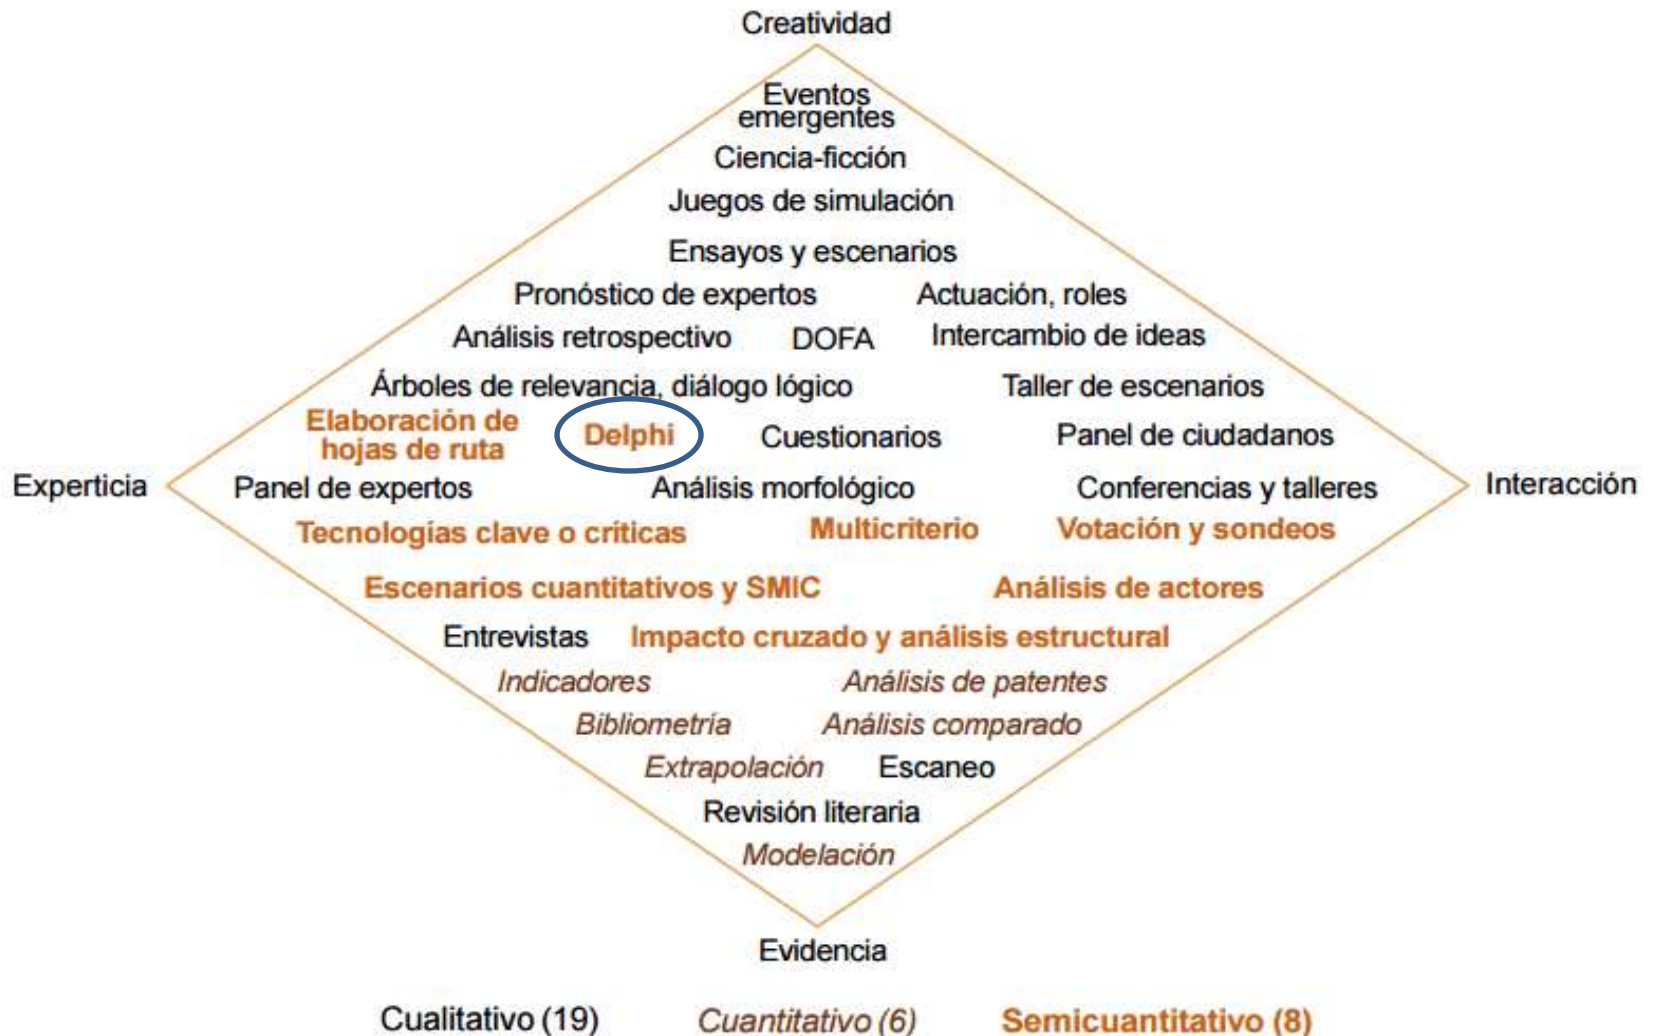 Creatividad
Eventos
emergentes
Ciencia-ficción
Juegos de simulación
Ensayos y escenarios
Pronóstico de expertos Actuación, roles
Análisis retrospectivo DOFA Intercambio de ideas
Árboles de relevancia, diálogo lógico Taller de escenarios
Elaboración de
hojas de ruta
Delphi Cuestionarios Panel de ciudadanos
Experticia Panel de expertos Análisis morfológico Conferencias y talleres Interacción
Tecnologías clave o críticas Multicriterio Votación y sondeos
Escenarios cuantitativos y SMIC Análisis de actores
Entrevistas Impacto cruzado y análisis estructural
Indicadores Análisis de patentes
Bibliometría Análisis comparado
Extrapolación Escaneo
Revisión literaria
Modelación
Evidencia
Cualitativo (19) Cuantitativo (6) Semicuantitativo (8)